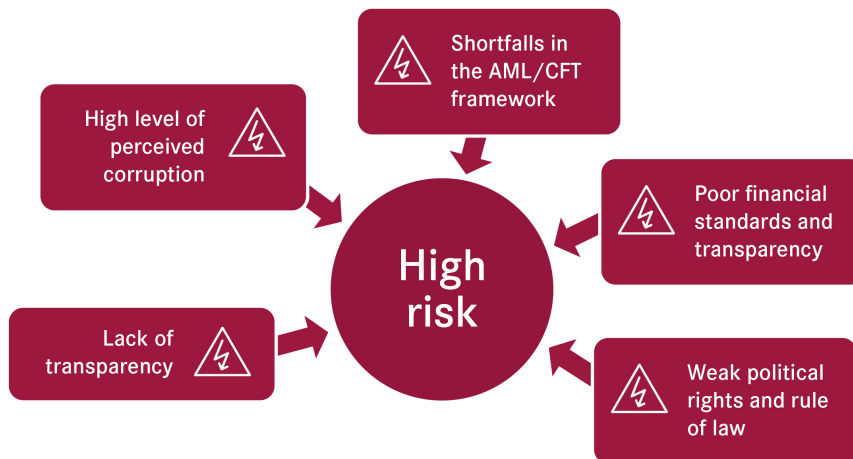 Shortfalls in
the AML/CFT
framework
High level of
perceived
corruption
Poor financial
standards and
transparency
High
risk
Lack of
transparency
Weak political
rights and rule
of law